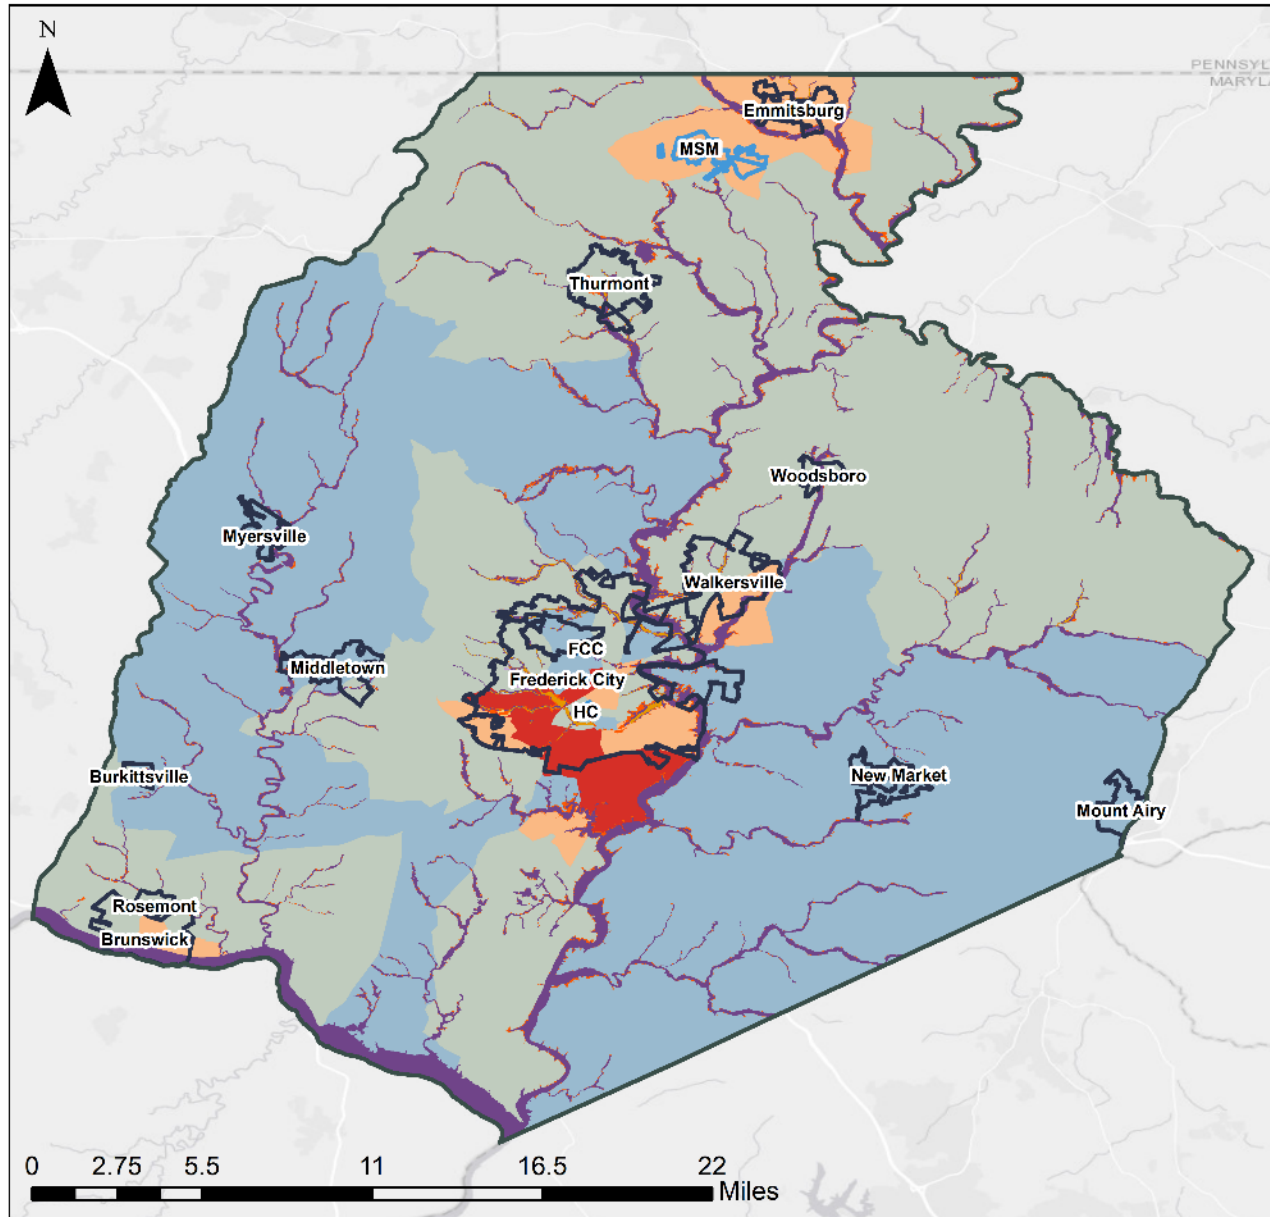 N
PENNSYL
MARYLA
Emmitsburg
MSM
Thurmont
Woodsboro
Myersville
Walkersville
FCC
Middletown
Frederick City
HC
Burkittsville
New Market
Mount Airy
Rosemont
Brunswick
0 2.75 5.5 11 16.5 22
Miles